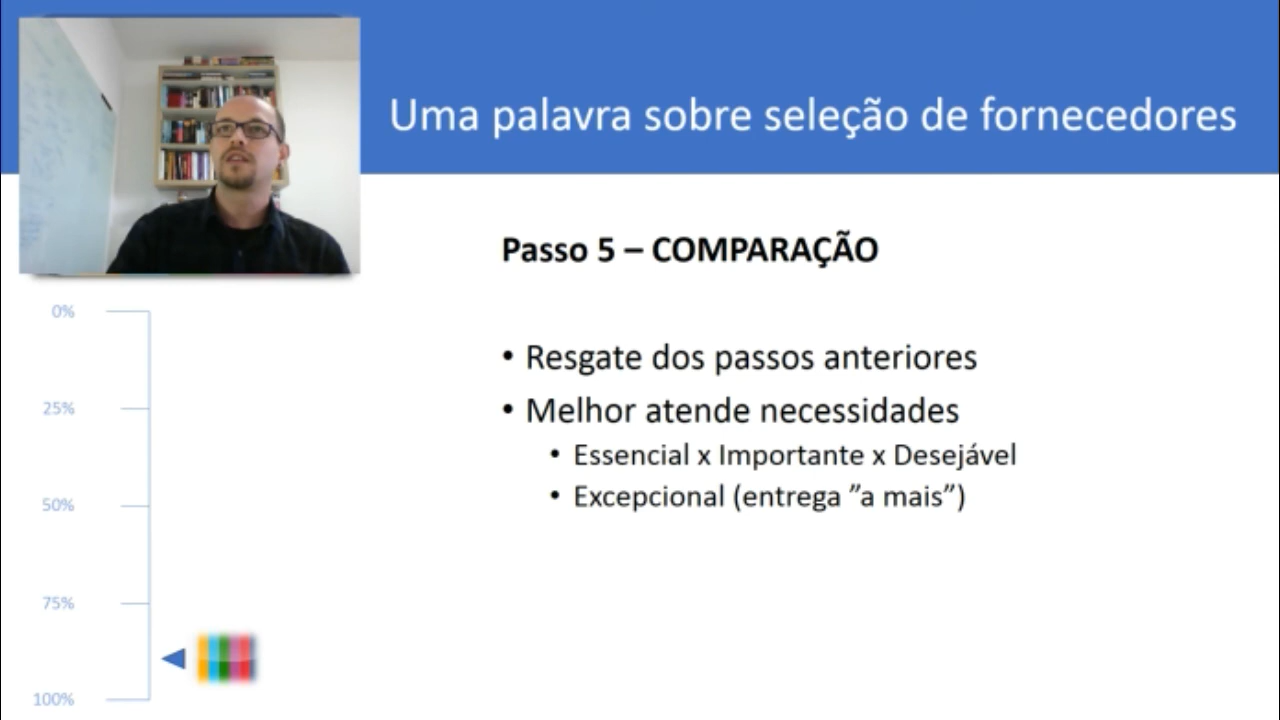 Uma palavra sobre seleção de fornecedores
Passo 5 – COMPARAÇÃO
• Resgate dos passos anteriores
• Melhor atende necessidades
• Essencial x Importante x Desejável
• Excepcional (entrega ”a mais”)
0%
25%
50%
75%
100%